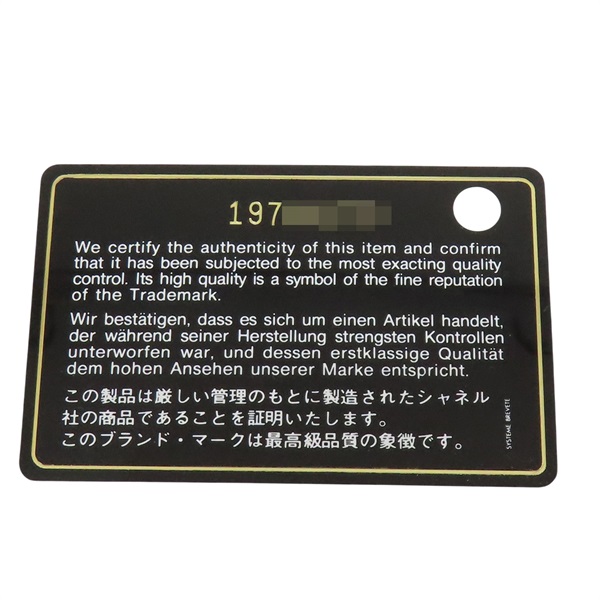 197
We certify the authenticity of this item and confirm
that it has been subjected to the most exacting quality
control. Its high quality is a symbol of the fine reputation
of the Trademark.
Wir bestätigen, dass es sich um einen Artikel handelt,
der während seiner Herstellung strengsten Kontrollen
unterworfen war, und dessen erstklassige Qualität
dem hohen Ansehen unserer Marke entspricht.
この製品は厳しい管理のもとに製造されたシャネル
社の商品であることを証明いたします。
このブランド・マークは最高級品質の象徴です。
SYSTEME BREVETE